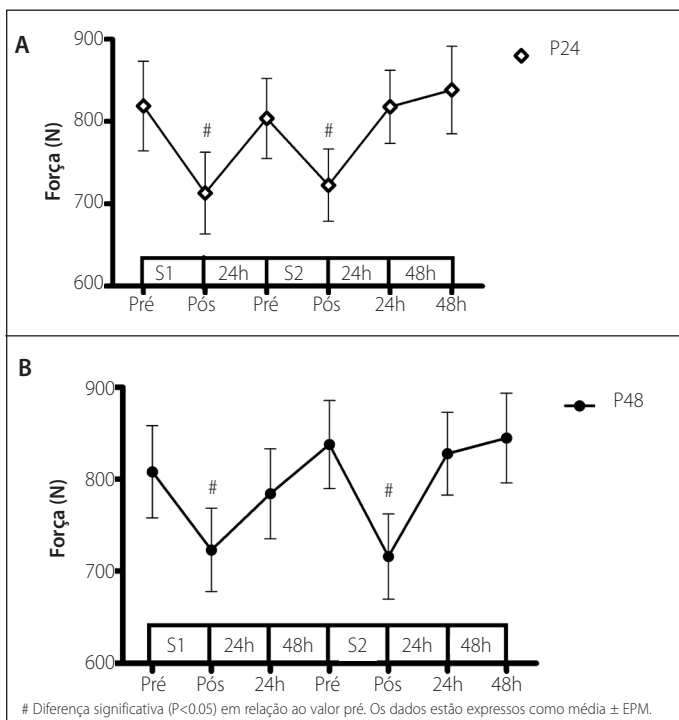 A
900
800
700
600
Força (N)
P24
#
#
S1 24h S2 24h 48h
Pré Pós Pré Pós 24h 48h
B
900
800
700
600
Força (N)
P48
#
#
S1 24h 48h S2 24h 48h
Pré Pós 24h Pré Pós 24h 48h
# Diferença significativa (P<0.05) em relação ao valor pré. Os dados estão expressos como média ± EPM.